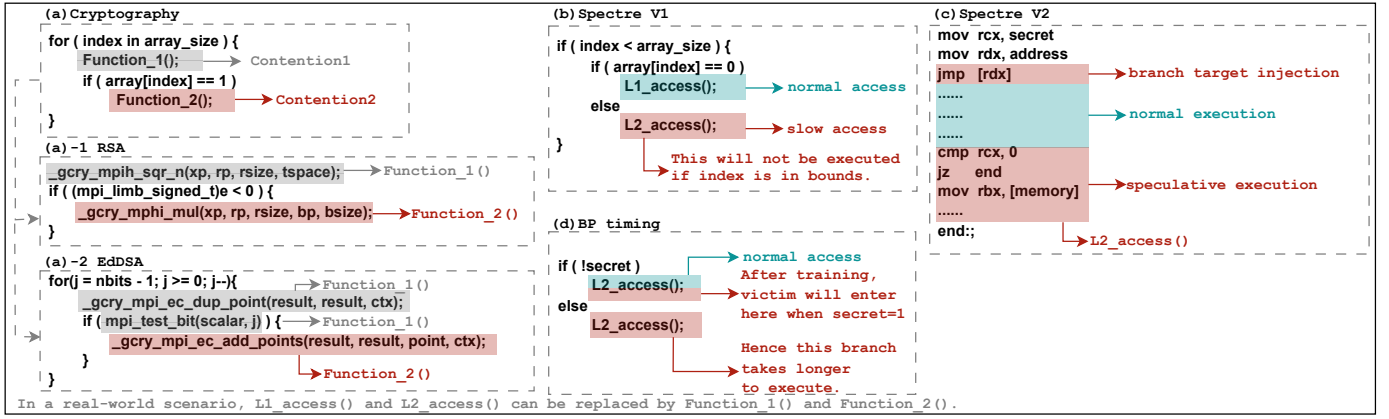 (a)Cryptography
for ( index in array_size ) {
Function_1(); Contention1
if ( array[index] == 1 )
Function_2(); Contention2
}
(a)-1 RSA
_gcry_mpih_sqr_n(xp, rp, rsize, tspace); Function_1()
if ( (mpi_limb_signed_t)e < 0 ) {
_gcry_mphi_mul(xp, rp, rsize, bp, bsize); Function_2()
}
(a)-2 EdDSA
for(j = nbits - 1; j >= 0; j--){ Function_1()
_gcry_mpi_ec_dup_point(result, result, ctx);
if ( mpi_test_bit(scalar, j) ) { Function_1()
_gcry_mpi_ec_add_points(result, result, point, ctx);
}
Function_2()
}
(b)Spectre V1
if ( index < array_size ) {
if ( array[index] == 0 )
L1_access(); normal access
else
L2_access(); slow access
}
This will not be executed
if index is in bounds.
(d)BP timing
normal access
if ( !secret )
L2_access();
After training,
victim will enter
here when secret=1
else
L2_access();
Hence this branch
takes longer
to execute.
(c)Spectre V2
mov rcx, secret
mov rdx, address
jmp [rdx] branch target injection
......
...... normal execution
......
cmp rcx, 0
jz end
mov rbx, [memory] speculative execution
......
end:; L2_access()
In a real-world scenario, L1_access() and L2_access() can be replaced by Function_1() and Function_2().